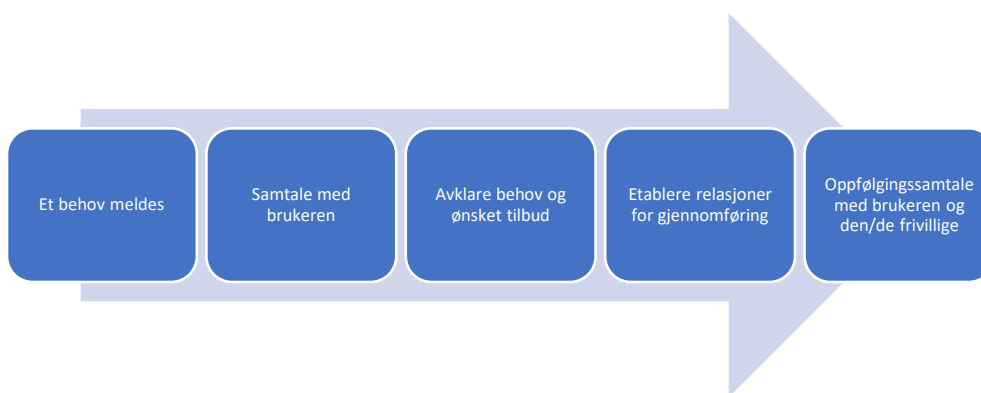 Et behov meldes
Samtale med
brukeren
Avklare behov og
ønsket tilbud
Etablere relasjoner
for gjennomføring
Oppfølgingssamtale
med brukeren og
den/de frivillige